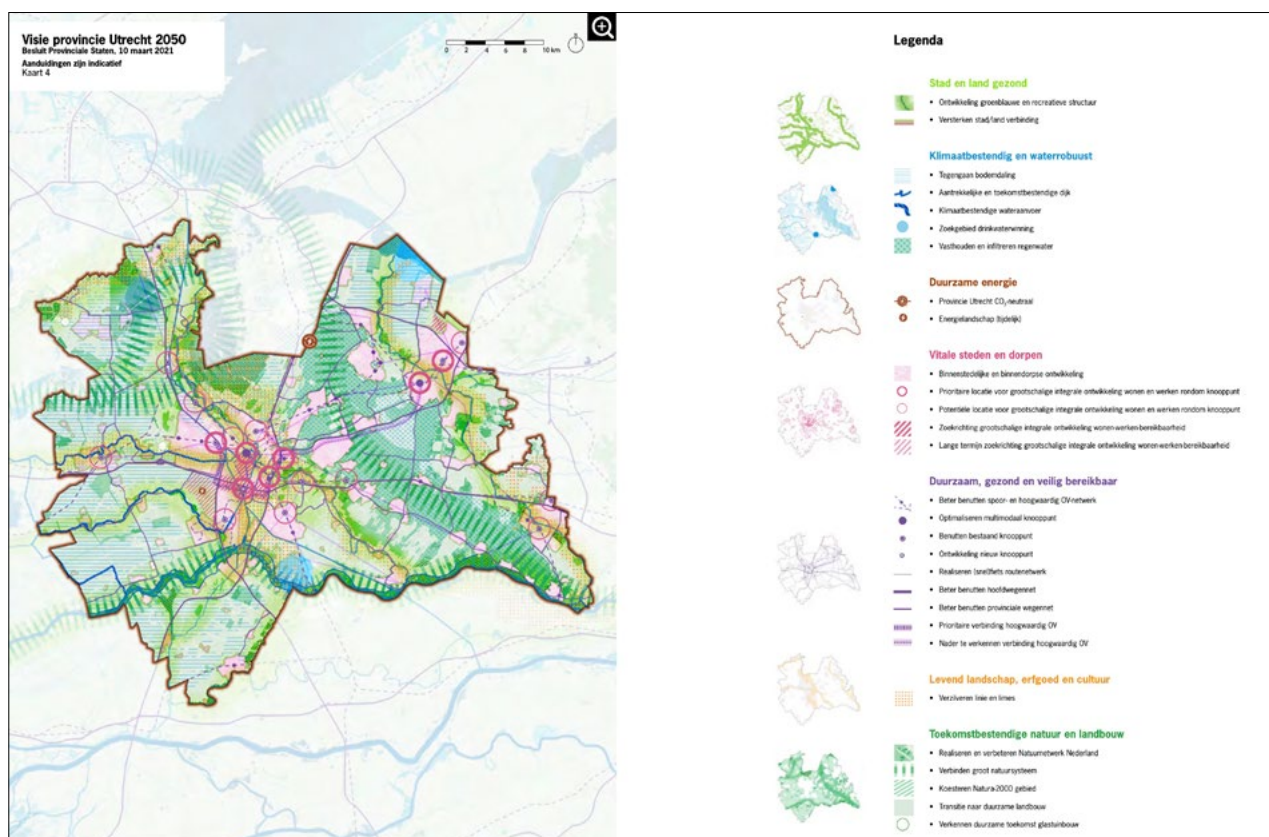 Visie provincie Utrecht 2050
Besluit Provinciale Staten, 10 maart 2021
Aanduidingen zijn indicatief
Kaart 4
0 2 4 6 8 10 km
Legenda
Stad en land gezond
• Ontwikkeling groenblauwe en recreatieve structuur
• Versterken stad/land verbinding
Klimaatbestendig en waterrobuust
• Tegengaan bodemdaling
• Aantrekkelijke en toekomstbestendige dijk
• Klimaatbestendige wateraanvoer
• Zoekgebied drinkwaterwinning
• Vasthouden en infiltreren regenwater
Duurzame energie
• Provincie Utrecht CO₂-neutraal
• Energielandschap (tijdelijk)
Vitale steden en dorpen
• Binnenstedelijke en binnendorpse ontwikkeling
• Prioritaire locatie voor grootschalige integrale ontwikkeling wonen en werken rondom knooppunt
• Potentiële locatie voor grootschalige integrale ontwikkeling wonen en werken rondom knooppunt
• Zoekrichting grootschalige integrale ontwikkeling wonen-werken-bereikbaarheid
• Lange termijn zoekrichting grootschalige integrale ontwikkeling wonen-werken-bereikbaarheid
Duurzaam, gezond en veilig bereikbaar
• Beter benutten spoor- en hoogwaardig OV-netwerk
• Optimaliseren multimodaal knooppunt
• Benutten bestaand knooppunt
• Ontwikkeling nieuw knooppunt
• Realiseren (snel)fiets routenetwerk
• Beter benutten hoofdwegennet
• Beter benutten provinciale wegennet
• Prioritaire verbinding hoogwaardig OV
• Nader te verkennen verbinding hoogwaardig OV
Levend landschap, erfgoed en cultuur
• Verzilveren linie en limes
Toekomstbestendige natuur en landbouw
• Realiseren en verbeteren Natuurnetwerk Nederland
• Verbinden groot natuursysteem
• Koesteren Natura-2000 gebied
• Transitie naar duurzame landbouw
• Verkennen duurzame toekomst glastuinbouw